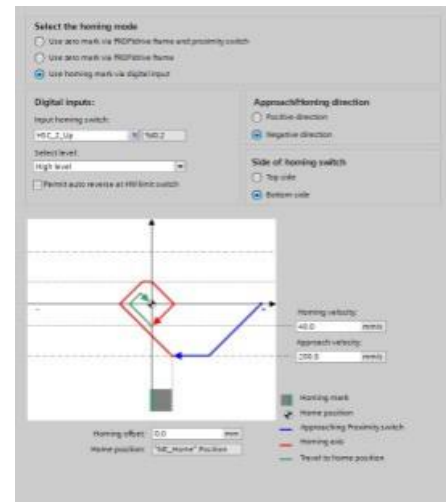 Select the homing mode
Use zero mark via PROFIdrive frame and proximity switch
Use zero mark via PROFIdrive frame
Use homing mark via digital input
Digital inputs:
Input homing switch:
HSC_2_Up
%I0.2
Select level:
High level
Permit auto reverse at HW limit switch
Approach/Homing direction
Positive direction
Negative direction
Side of homing switch
Top side
Bottom side
Homing velocity:
40.0 mm/s
Approach velocity:
200.0 mm/s
Homing mark
Home position
Approaching Proximity switch
Homing axis
Travel to home position
Homing offset: 0.0 mm
Home position: "MC_Home".Position